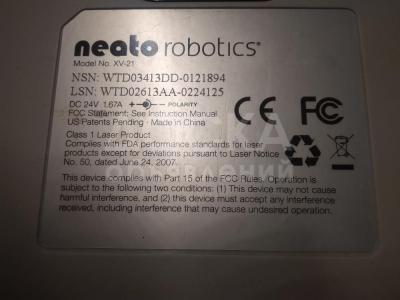 neato robotics®
Model No. XV-21
NSN: WTD03413DD-0121894
LSN: WTD02613AA-0224125
DC 24V 1.67A + - POLARITY
FCC Statement: See Instruction Manual
US Patents Pending · Made in China
CE FC
Class 1 Laser Product
Complies with FDA performance standards for laser
products except for deviations pursuant to Laser Notice
No. 50, dated June 24, 2007.
This device complies with Part 15 of the FCC Rules. Operation is
subject to the following two conditions: (1) This device may not cause
harmful interference, and (2) this device must accept any interference
received, including interference that may cause undesired operation.